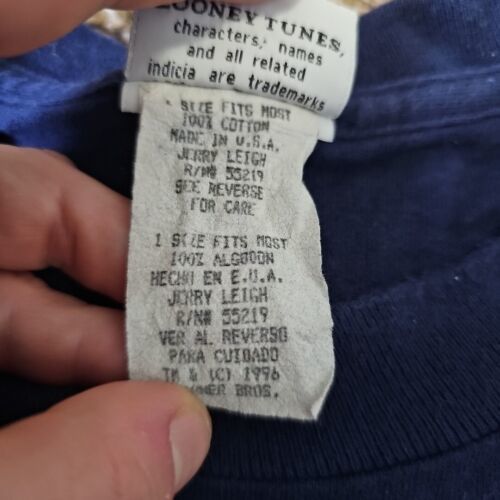 LOONEY TUNES,
characters, names
and all related
indicia are trademarks
1 SIZE FITS MOST
100% COTTON
MADE IN U.S.A.
JERRY LEIGH
R/N# 55219
SEE REVERSE
FOR CARE
1 SIZE FITS MOST
100% ALGODON
HECHO EN E.U.A.
JERRY LEIGH
R/N# 55219
VER AL REVERSO
PARA CUIDADO
TM & (C) 1996
WARNER BROS.